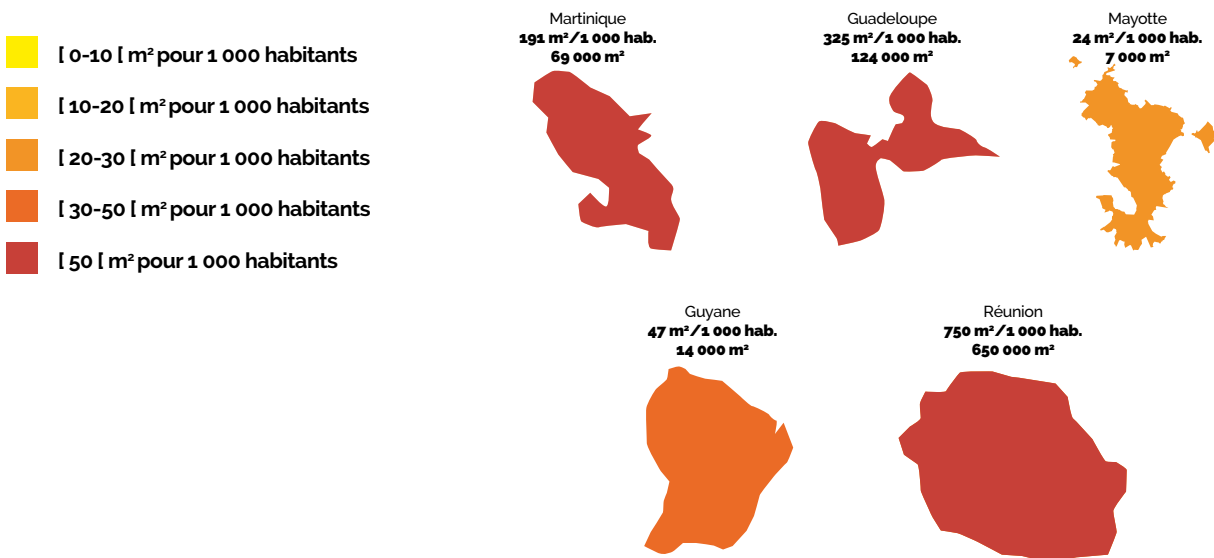 [ 0-10 [ m² pour 1 000 habitants
[ 10-20 [ m² pour 1 000 habitants
[ 20-30 [ m² pour 1 000 habitants
[ 30-50 [ m² pour 1 000 habitants
[ 50 [ m² pour 1 000 habitants
Martinique
191 m²/1 000 hab.
69 000 m²
Guadeloupe
325 m²/1 000 hab.
124 000 m²
Mayotte
24 m²/1 000 hab.
7 000 m²
Guyane
47 m²/1 000 hab.
14 000 m²
Réunion
750 m²/1 000 hab.
650 000 m²